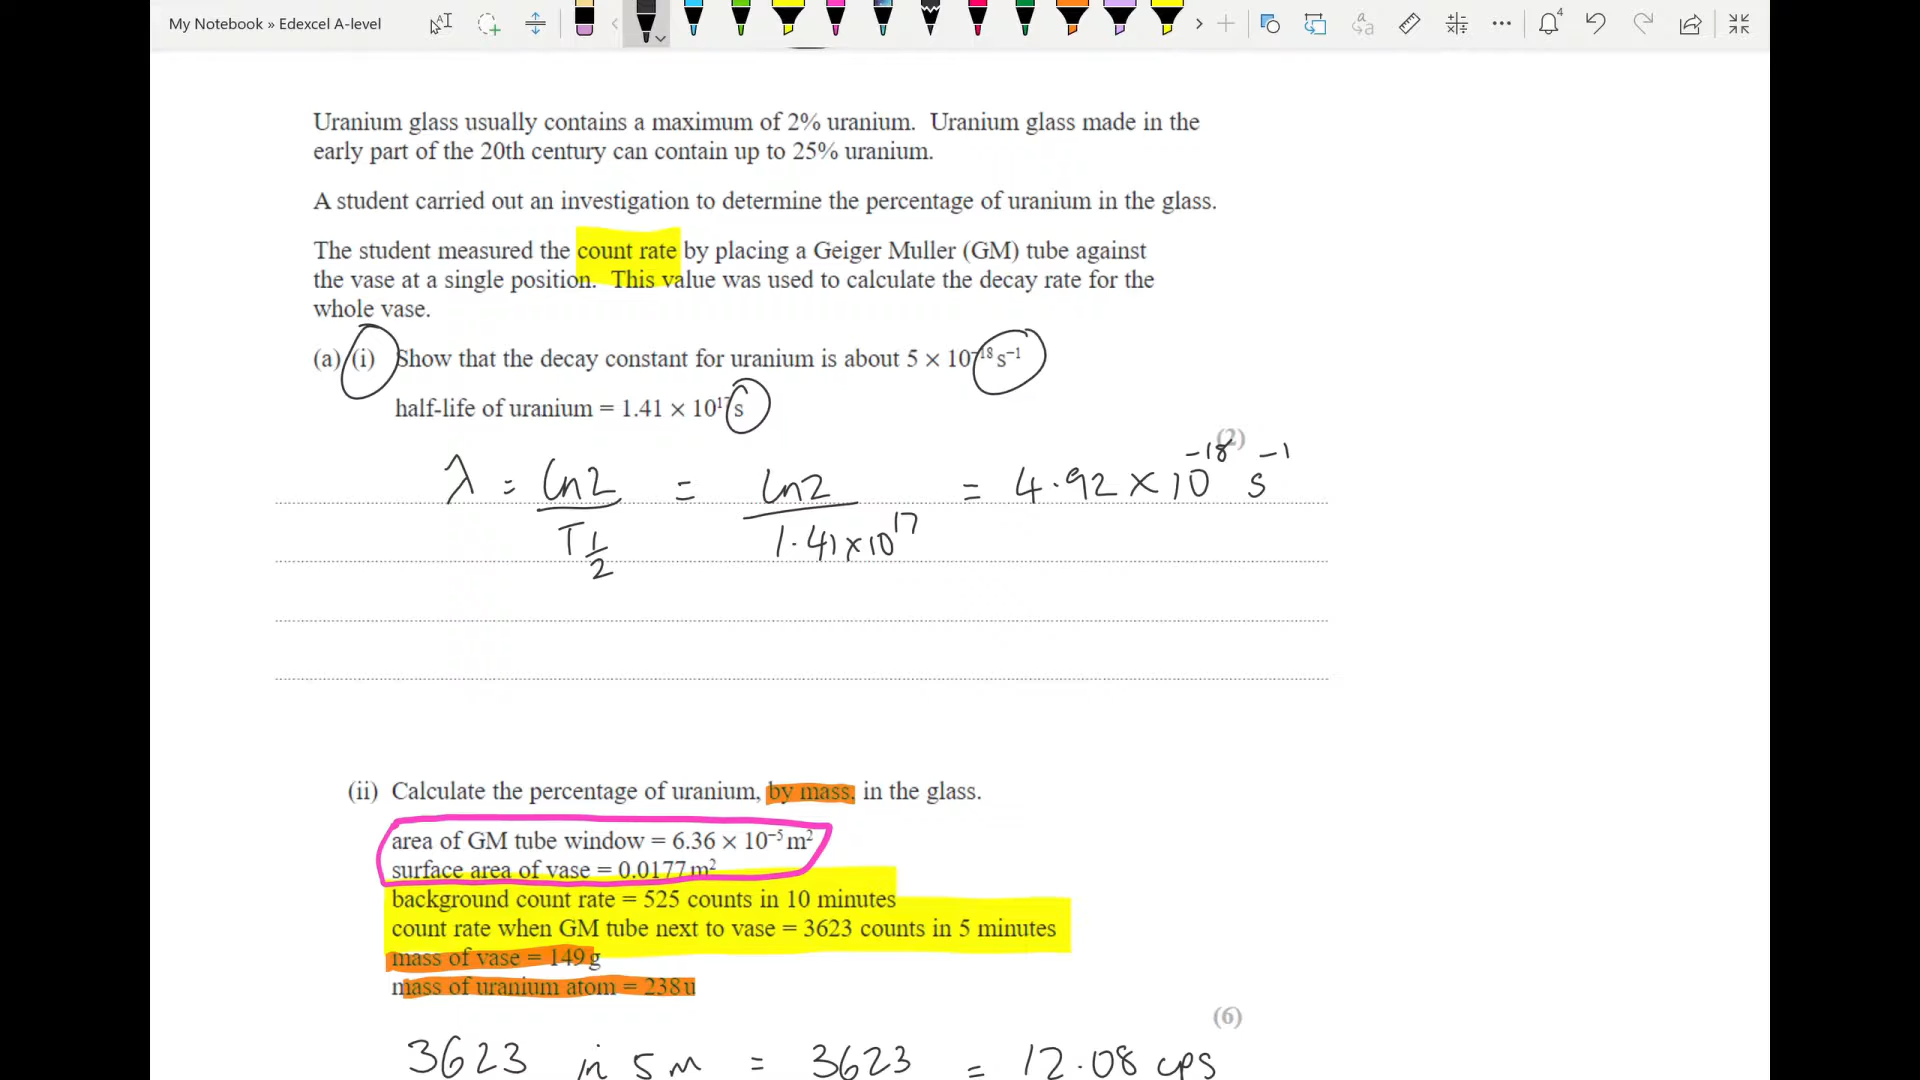 My Notebook » Edexcel A-level
Uranium glass usually contains a maximum of 2% uranium. Uranium glass made in the
early part of the 20th century can contain up to 25% uranium.
A student carried out an investigation to determine the percentage of uranium in the glass.
The student measured the count rate by placing a Geiger Muller (GM) tube against
the vase at a single position. This value was used to calculate the decay rate for the
whole vase.
(a) (i) Show that the decay constant for uranium is about 5 × 10⁻¹⁸ s⁻¹
half-life of uranium = 1.41 × 10¹⁷ s
(2)
λ = ln2 / T½ = ln2 / 1.41×10¹⁷ = 4.92 × 10⁻¹⁸ s⁻¹
(ii) Calculate the percentage of uranium, by mass, in the glass.
area of GM tube window = 6.36 × 10⁻⁵ m²
surface area of vase = 0.0177 m²
background count rate = 525 counts in 10 minutes
count rate when GM tube next to vase = 3623 counts in 5 minutes
mass of vase = 149 g
mass of uranium atom = 238 u
(6)
3623 in 5 m = 3623 = 12.08 cps